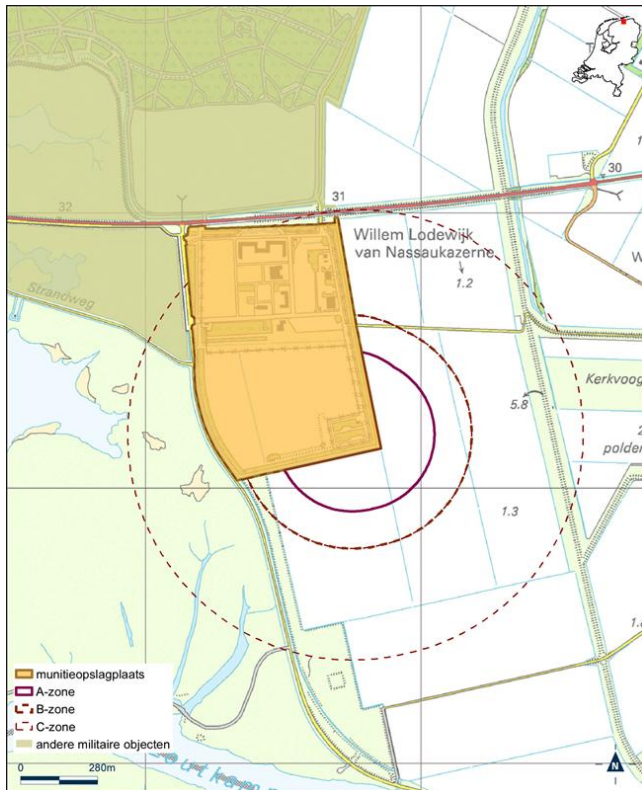 30
31
32
Willem Lodewijk
van Nassaukazerne
1.2
Strandweg
Kerkvoog
5.8
polder
1.3
munitieopslagplaats
A-zone
B-zone
C-zone
andere militaire objecten
0
280m
N